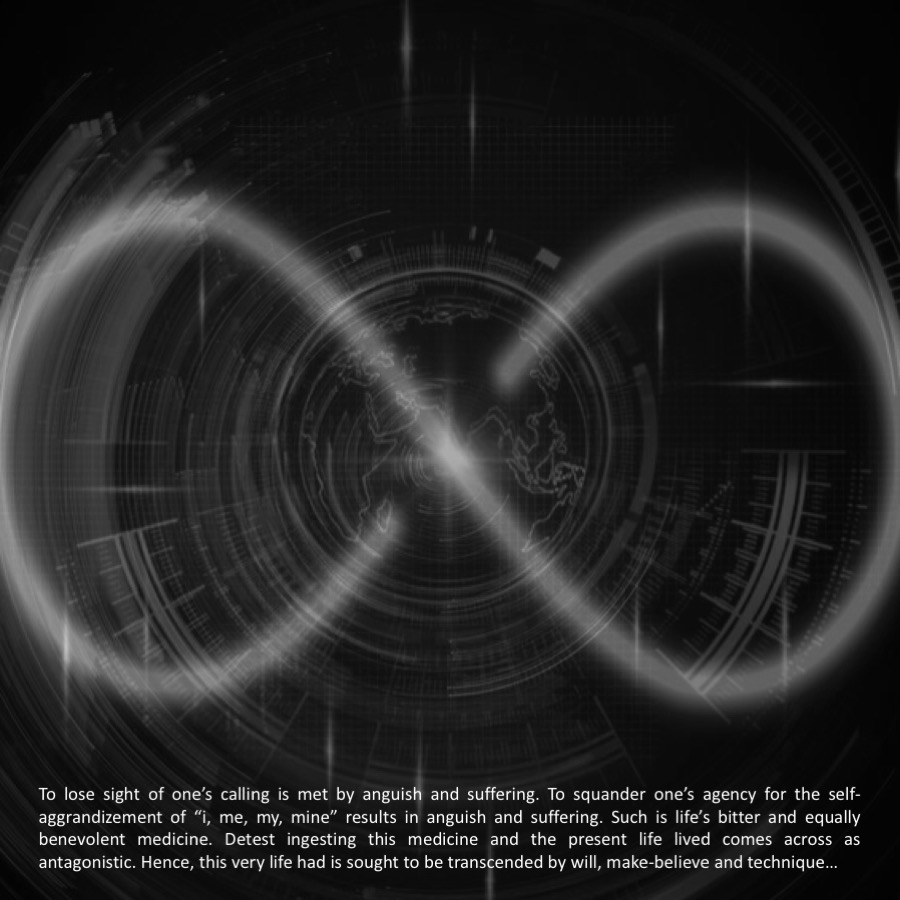 To lose sight of one’s calling is met by anguish and suffering. To squander one’s agency for the self-
aggrandizement of “i, me, my, mine” results in anguish and suffering. Such is life’s bitter and equally
benevolent medicine. Detest ingesting this medicine and the present life lived comes across as
antagonistic. Hence, this very life had is sought to be transcended by will, make-believe and technique...